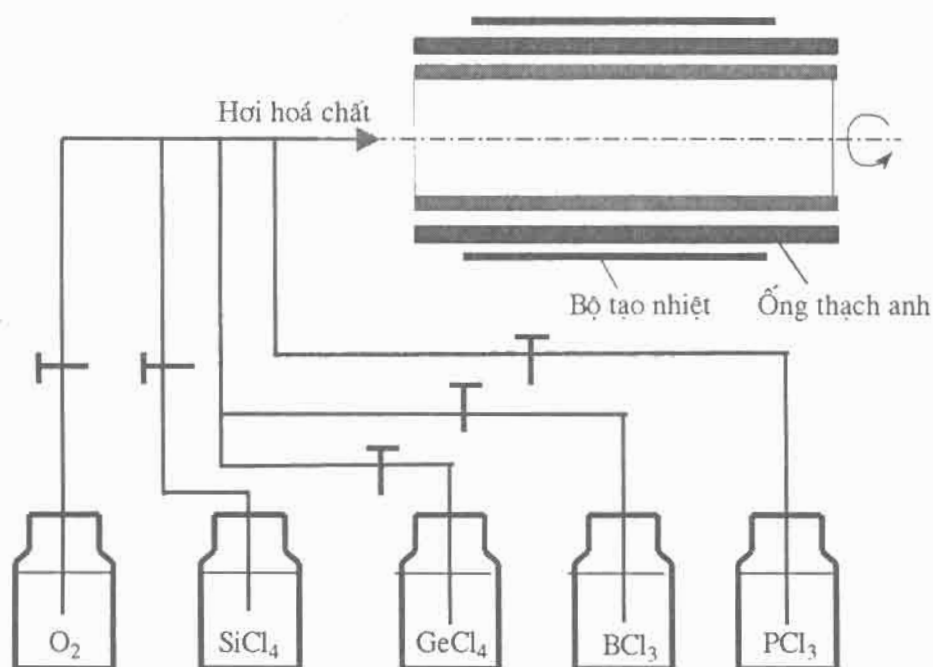 Hơi hoá chất
Bộ tạo nhiệt
Ống thạch anh
O₂
SiCl₄
GeCl₄
BCl₃
PCl₃